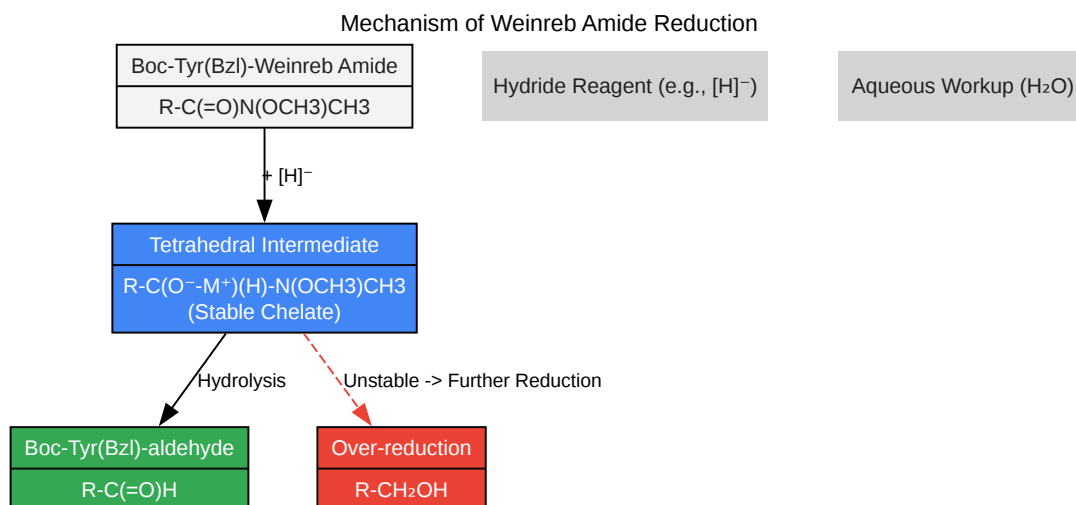 Mechanism of Weinreb Amide Reduction
Boc-Tyr(Bzl)-Weinreb Amide
R-C(=O)N(OCH3)CH3
Hydride Reagent (e.g., [H]⁻)
Aqueous Workup (H₂O)
+ [H]⁻
Tetrahedral Intermediate
R-C(O⁻-M⁺)(H)-N(OCH3)CH3
(Stable Chelate)
Hydrolysis
Unstable -> Further Reduction
Boc-Tyr(Bzl)-aldehyde
R-C(=O)H
Over-reduction
R-CH₂OH